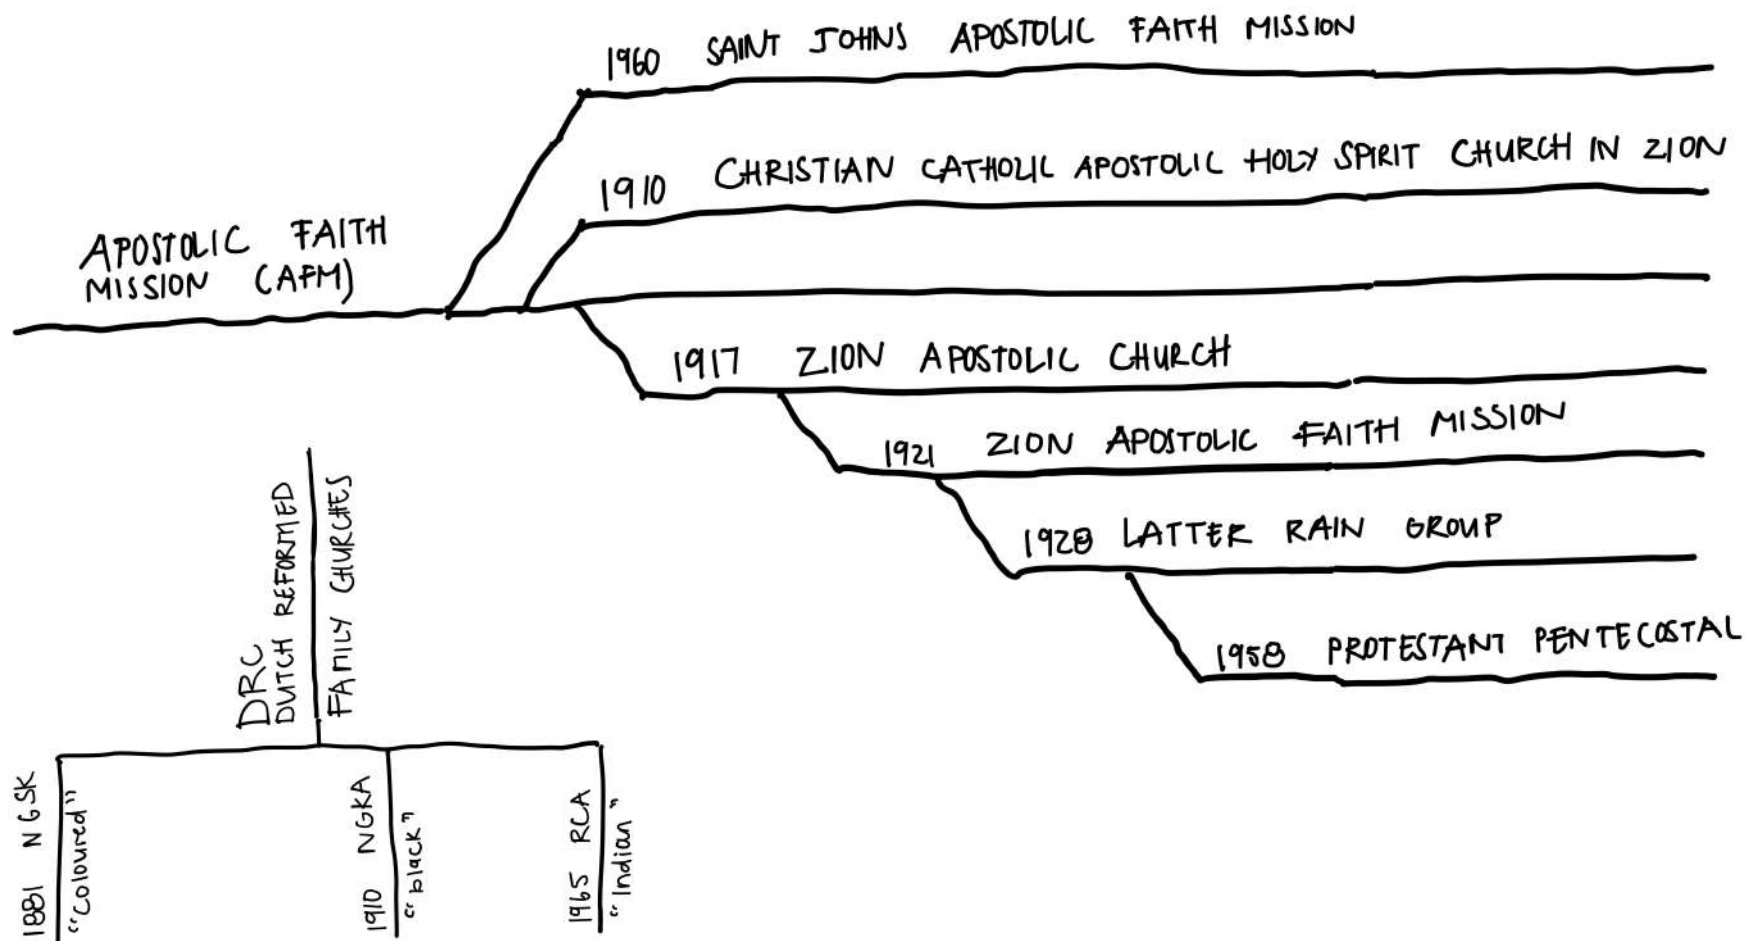 1960 SAINT JOHNS APOSTOLIC FAITH MISSION
1910 CHRISTIAN CATHOLIC APOSTOLIC HOLY SPIRIT CHURCH IN ZION
APOSTOLIC FAITH
MISSION (AFM)
1917 ZION APOSTOLIC CHURCH
1921 ZION APOSTOLIC FAITH MISSION
1928 LATTER RAIN GROUP
1958 PROTESTANT PENTECOSTAL
DRC
DUTCH REFORMED
FAMILY CHURCHES
1881 NGSK
"Coloured"
1910 NGKA
"black"
1965 RCA
"Indian"